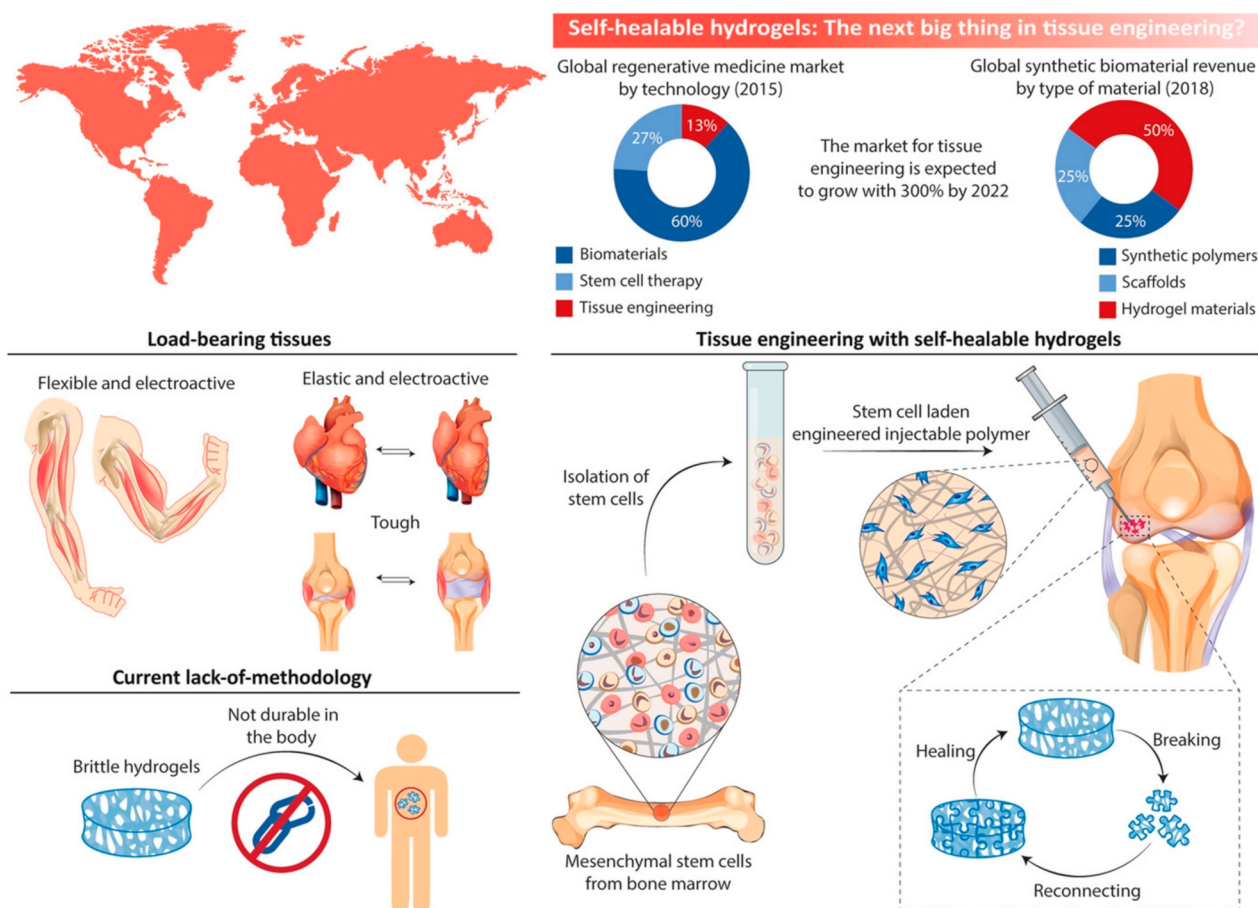 Self-healable hydrogels: The next big thing in tissue engineering?
Global regenerative medicine market
by technology (2015)
27%
13%
60%
Biomaterials
Stem cell therapy
Tissue engineering
The market for tissue
engineering is expected
to grow with 300% by 2022
Global synthetic biomaterial revenue
by type of material (2018)
50%
25%
25%
Synthetic polymers
Scaffolds
Hydrogel materials
Load-bearing tissues
Flexible and electroactive
Elastic and electroactive
Tough
Current lack-of-methodology
Not durable in
the body
Brittle hydrogels
Tissue engineering with self-healable hydrogels
Isolation of
stem cells
Stem cell laden
engineered injectable polymer
Mesenchymal stem cells
from bone marrow
Healing
Breaking
Reconnecting